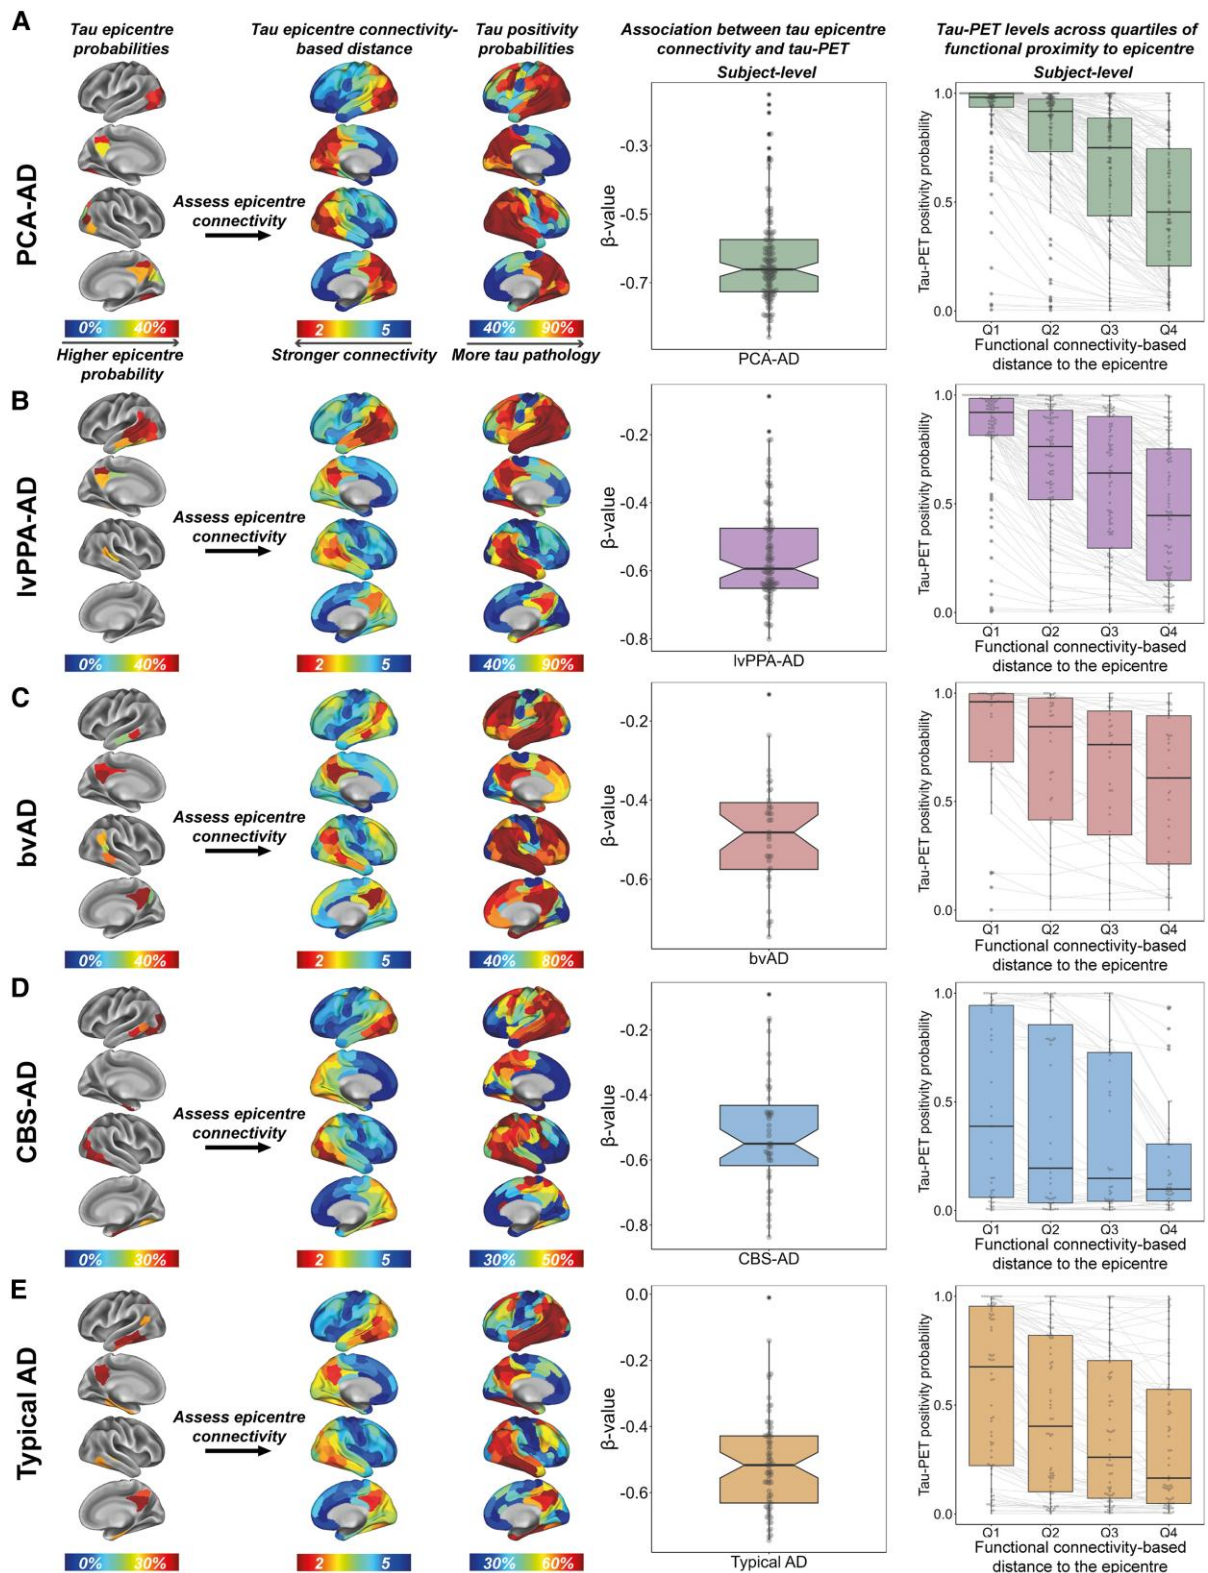 A
Tau epicentre
probabilities
Tau epicentre connectivity-
based distance
Tau positivity
probabilities
Association between tau epicentre
connectivity and tau-PET
Subject-level
Tau-PET levels across quartiles of
functional proximity to epicentre
Subject-level
PCA-AD
Assess epicentre
connectivity
0% 40%
2 5
40% 90%
Higher epicentre
probability
Stronger connectivity
More tau pathology
β-value
-0.3
-0.5
-0.7
PCA-AD
Tau-PET positivity probability
1.0
0.5
0.0
Q1 Q2 Q3 Q4
Functional connectivity-based
distance to the epicentre
B
lvPPA-AD
Assess epicentre
connectivity
0% 40%
2 5
40% 90%
β-value
-0.2
-0.4
-0.6
-0.8
lvPPA-AD
Tau-PET positivity probability
1.0
0.5
0.0
Q1 Q2 Q3 Q4
Functional connectivity-based
distance to the epicentre
C
bvAD
Assess epicentre
connectivity
0% 40%
2 5
40% 80%
β-value
-0.2
-0.4
-0.6
bvAD
Tau-PET positivity probability
1.0
0.5
0.0
Q1 Q2 Q3 Q4
Functional connectivity-based
distance to the epicentre
D
CBS-AD
Assess epicentre
connectivity
0% 30%
2 5
30% 50%
β-value
-0.2
-0.4
-0.6
-0.8
CBS-AD
Tau-PET positivity probability
1.0
0.5
0.0
Q1 Q2 Q3 Q4
Functional connectivity-based
distance to the epicentre
E
Typical AD
Assess epicentre
connectivity
0% 30%
2 5
30% 60%
β-value
0.0
-0.2
-0.4
-0.6
Typical AD
Tau-PET positivity probability
1.0
0.5
0.0
Q1 Q2 Q3 Q4
Functional connectivity-based
distance to the epicentre